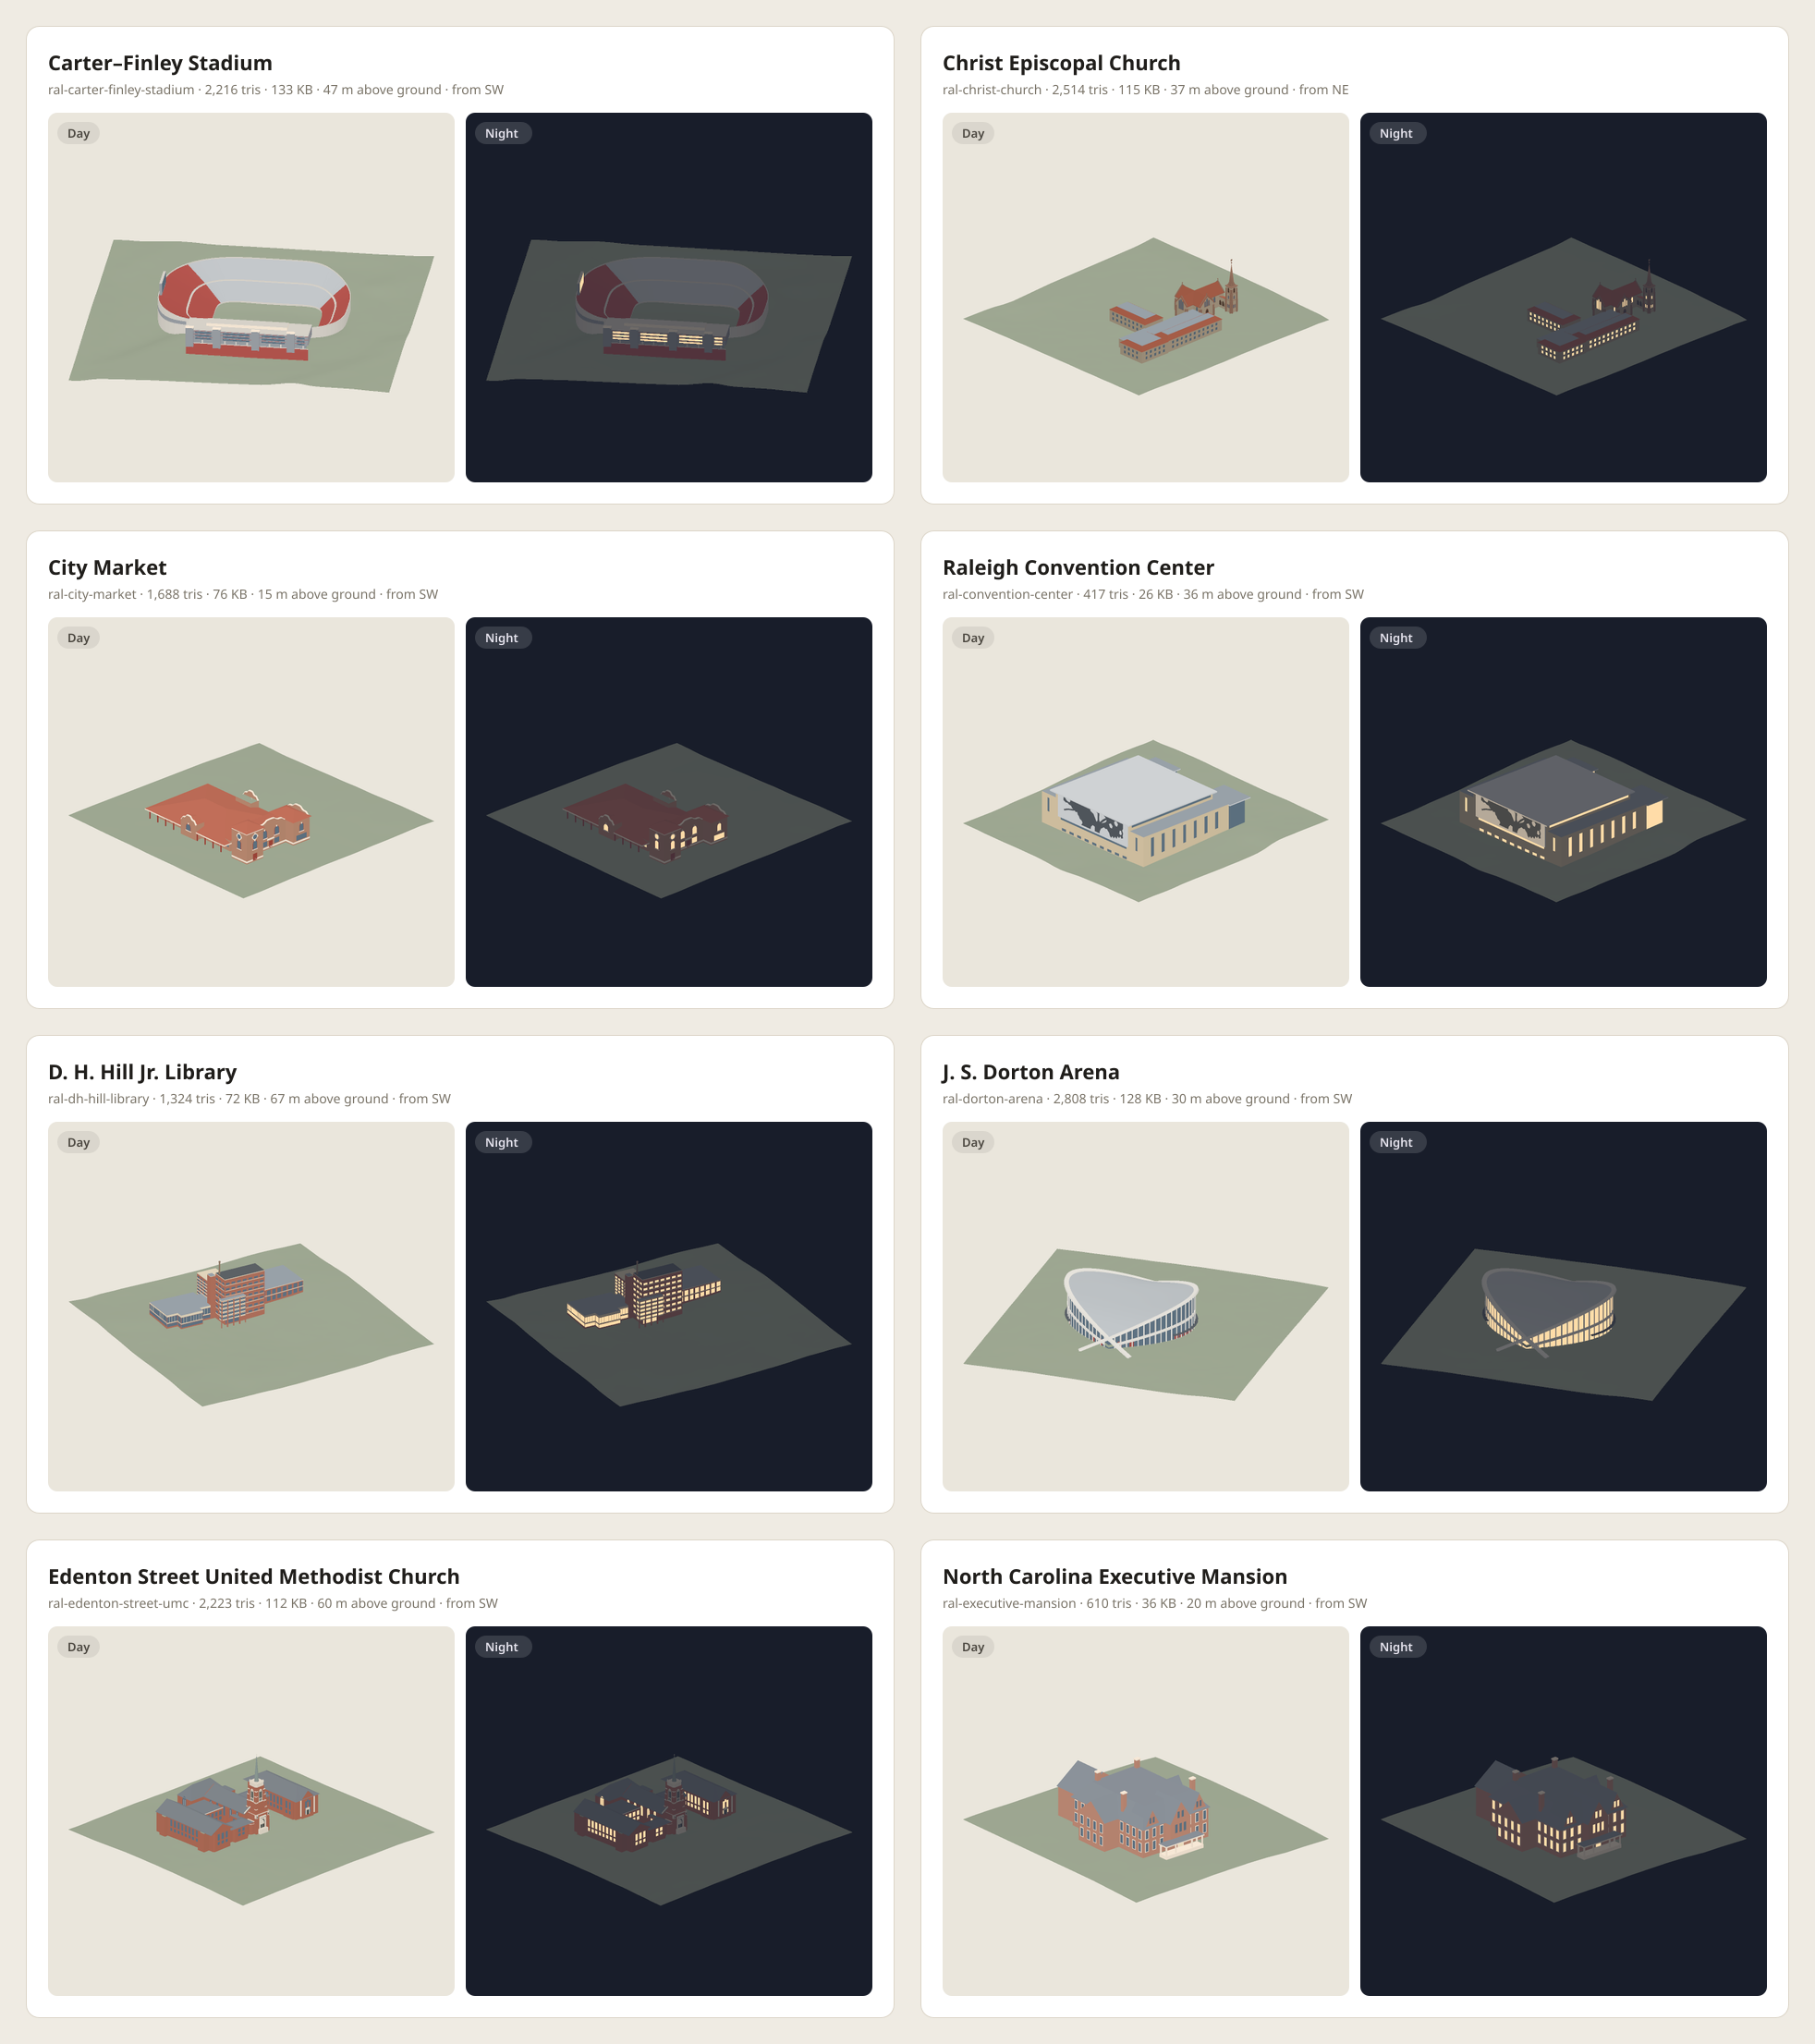 Carter–Finley Stadium
ral-carter-finley-stadium · 2,216 tris · 133 KB · 47 m above ground · from SW
Day
Night
Christ Episcopal Church
ral-christ-church · 2,514 tris · 115 KB · 37 m above ground · from NE
Day
Night
City Market
ral-city-market · 1,688 tris · 76 KB · 15 m above ground · from SW
Day
Night
Raleigh Convention Center
ral-convention-center · 417 tris · 26 KB · 36 m above ground · from SW
Day
Night
D. H. Hill Jr. Library
ral-dh-hill-library · 1,324 tris · 72 KB · 67 m above ground · from SW
Day
Night
J. S. Dorton Arena
ral-dorton-arena · 2,808 tris · 128 KB · 30 m above ground · from SW
Day
Night
Edenton Street United Methodist Church
ral-edenton-street-umc · 2,223 tris · 112 KB · 60 m above ground · from SW
Day
Night
North Carolina Executive Mansion
ral-executive-mansion · 610 tris · 36 KB · 20 m above ground · from SW
Day
Night